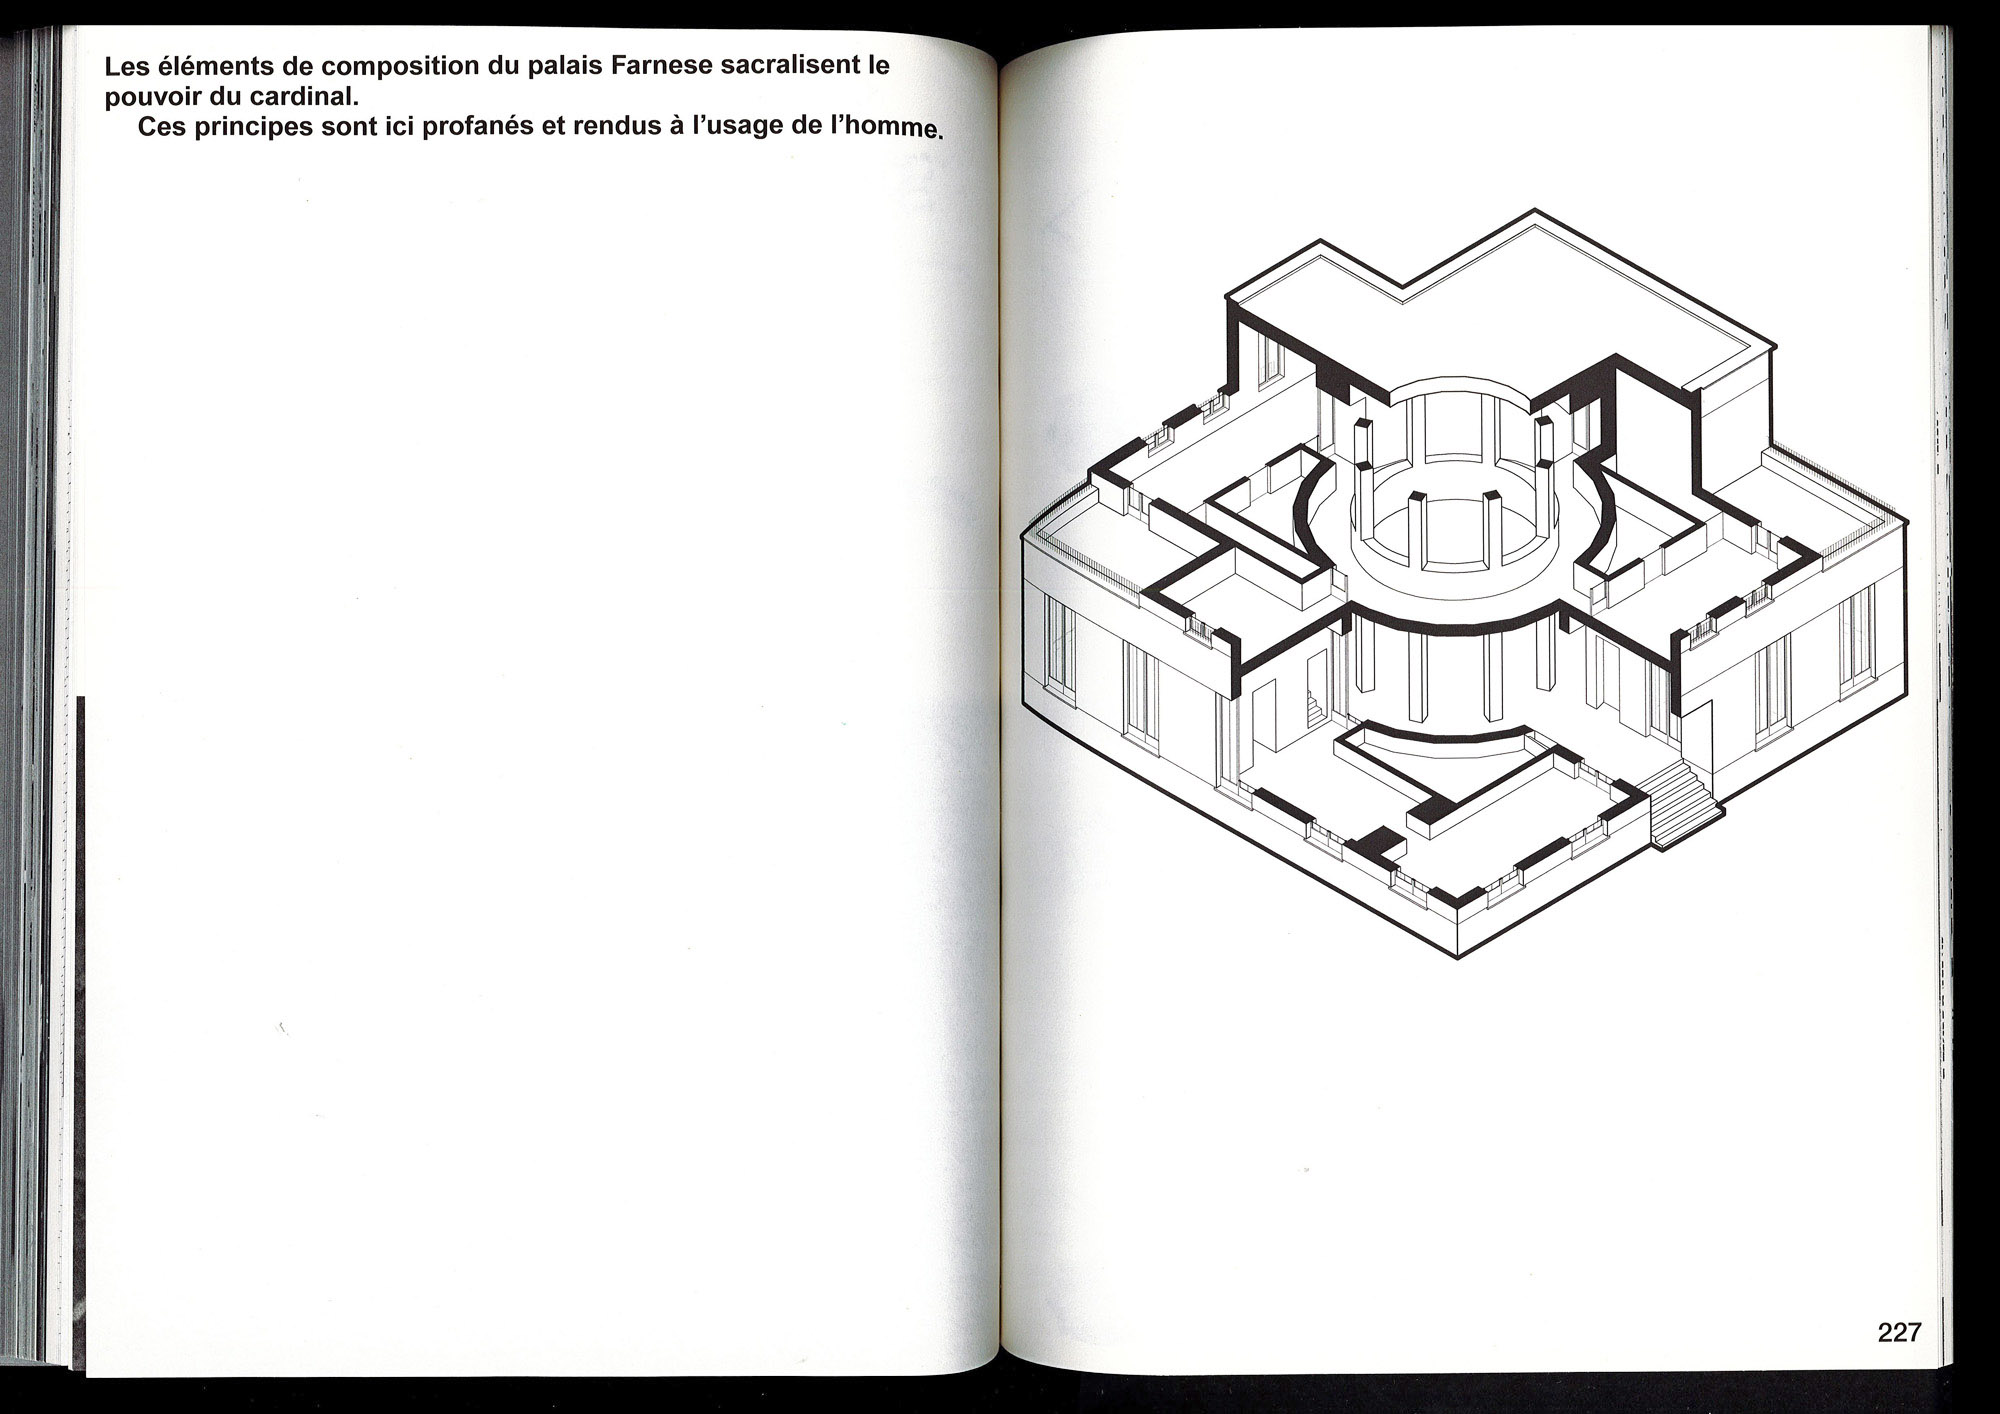 Les éléments de composition du palais Farnese sacralisent le
pouvoir du cardinal.
Ces principes sont ici profanés et rendus à l’usage de l’homme.
227